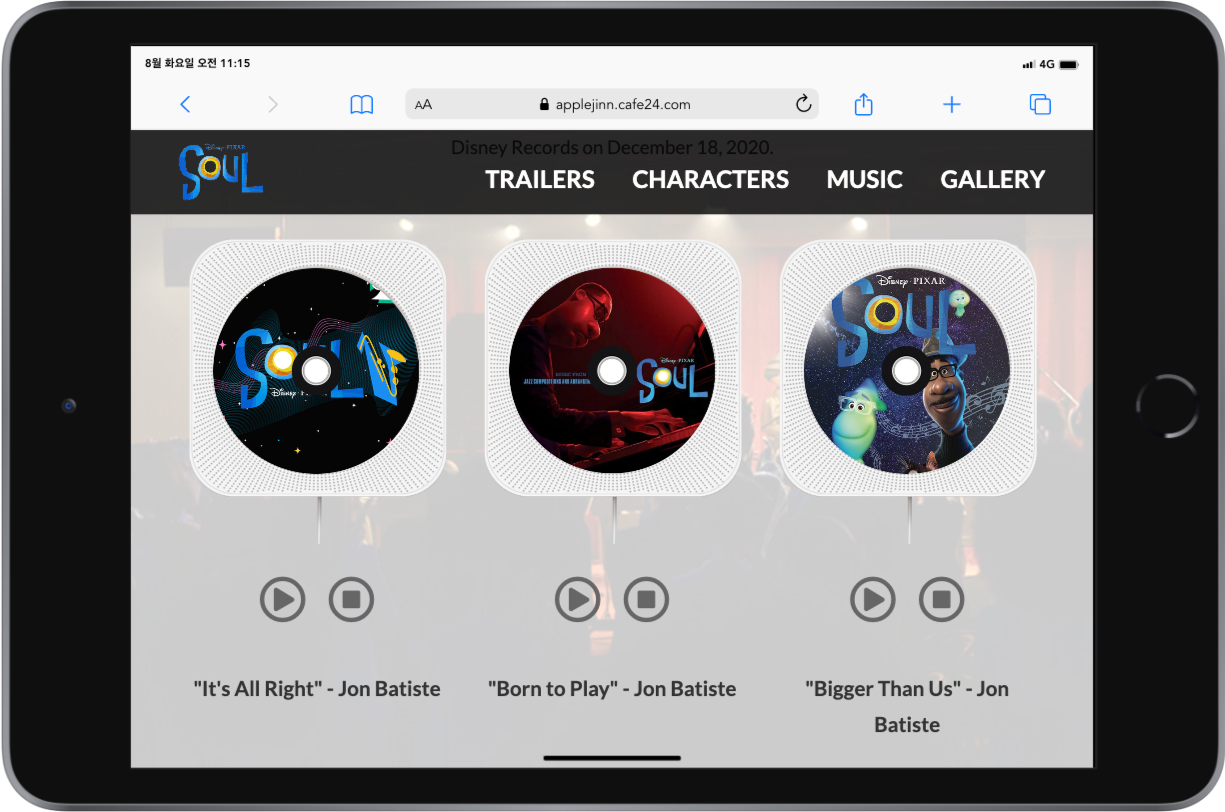 8월 화요일 오전 11:15
4G
AA
applejinn.cafe24.com
Disney Records on December 18, 2020.
Disney · PIXAR
SOUL
TRAILERS
CHARACTERS
MUSIC
GALLERY
SOUL
Disney
MUSIC FROM
JAZZ COMPOSITIONS AND ARRANGEMENTS
Disney · PIXAR
SOUL
Disney · PIXAR
SOUL
"It's All Right" - Jon Batiste
"Born to Play" - Jon Batiste
"Bigger Than Us" - Jon
Batiste